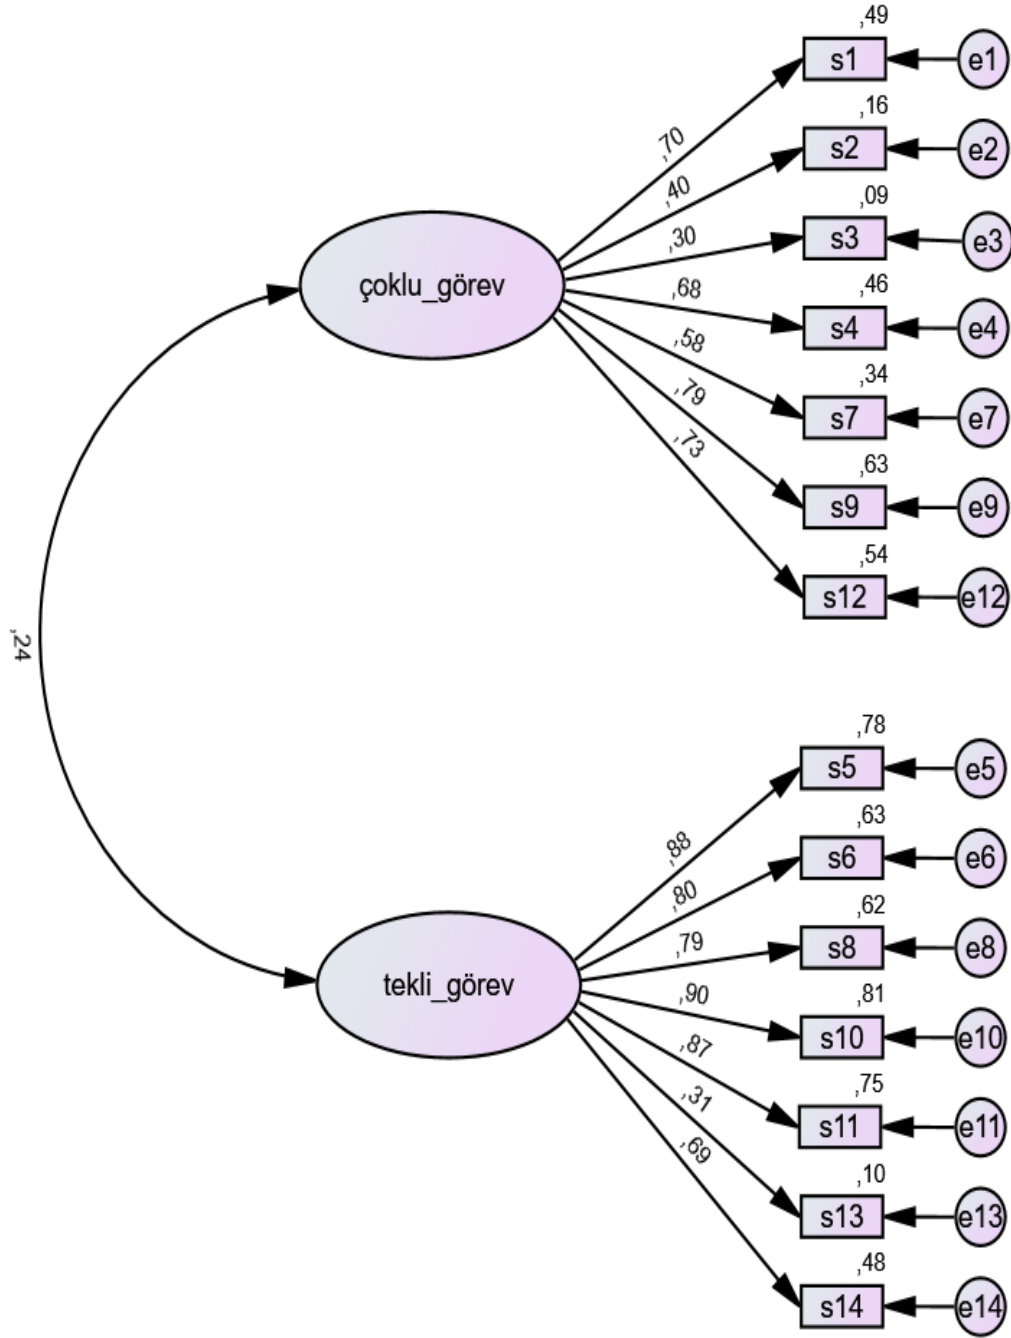 ,49
s1
e1
,70
,16
s2
e2
,40
,09
s3
e3
,30
çoklu_görev
,46
s4
e4
,68
,34
s7
e7
,58
,63
s9
e9
,79
,54
s12
e12
,73
,24
,78
s5
e5
,88
,63
s6
e6
,80
,62
s8
e8
,79
tekli_görev
,81
s10
e10
,90
,75
s11
e11
,87
,10
s13
e13
,31
,48
s14
e14
,69